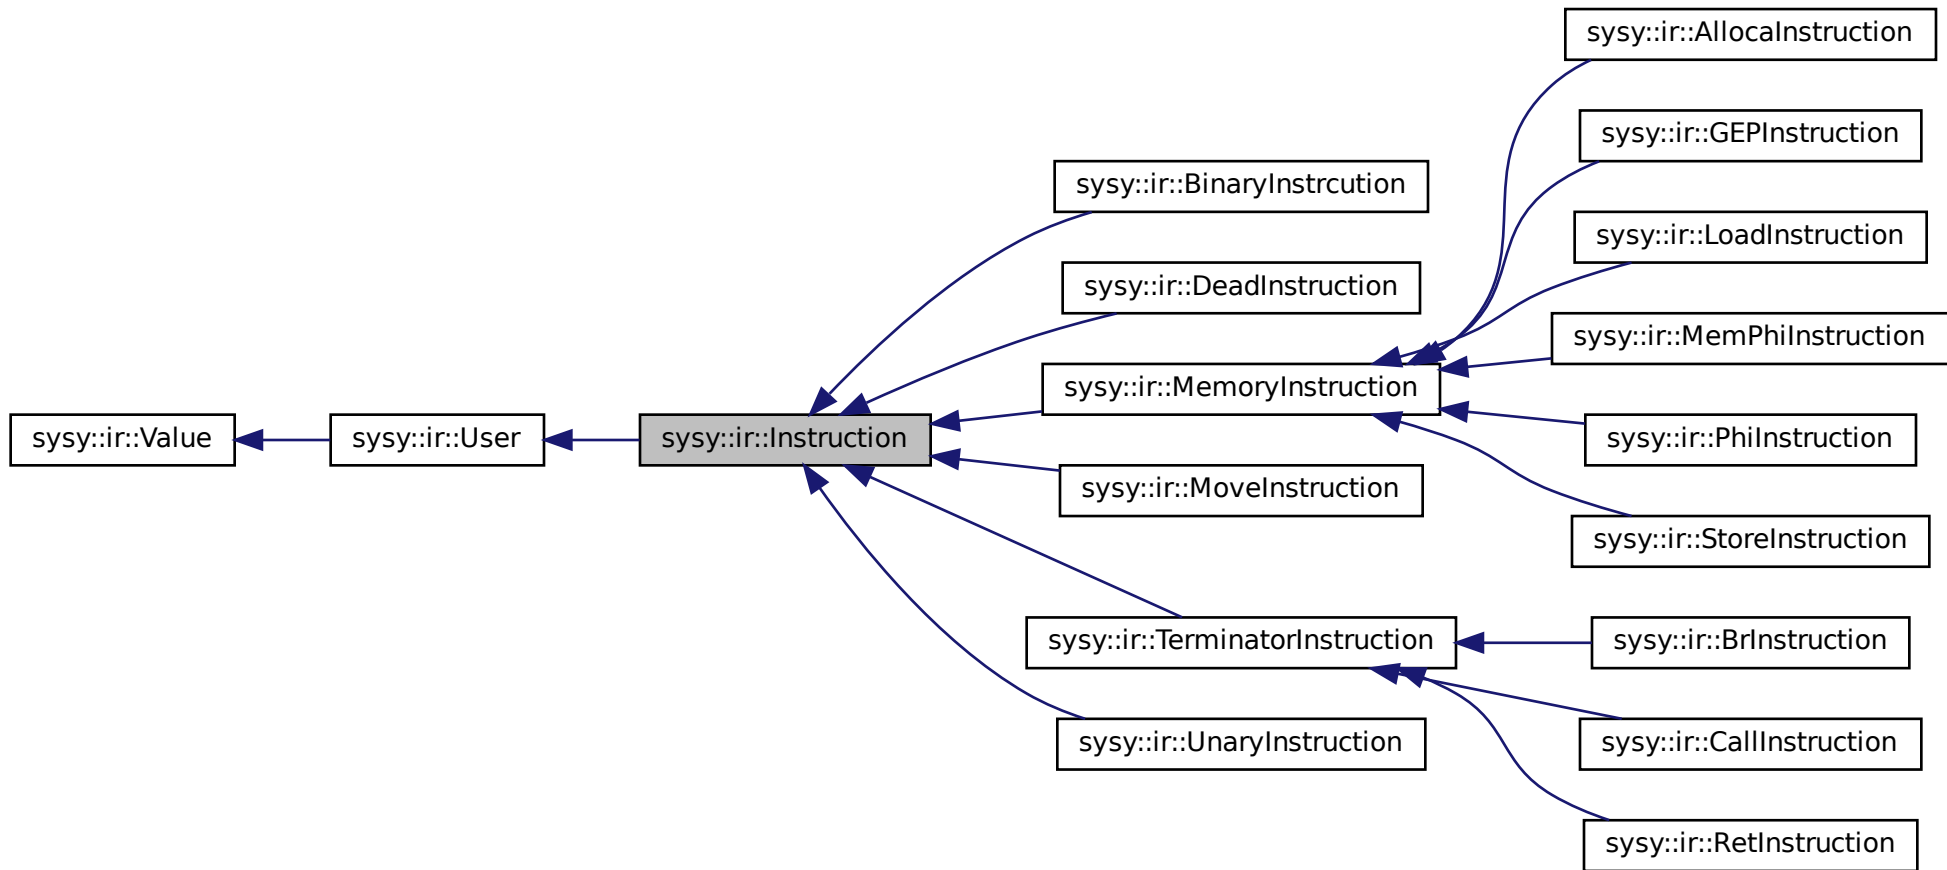 sysy::ir::Value
sysy::ir::User
sysy::ir::Instruction
sysy::ir::BinaryInstrcution
sysy::ir::DeadInstruction
sysy::ir::MemoryInstruction
sysy::ir::MoveInstruction
sysy::ir::TerminatorInstruction
sysy::ir::UnaryInstruction
sysy::ir::AllocaInstruction
sysy::ir::GEPInstruction
sysy::ir::LoadInstruction
sysy::ir::MemPhiInstruction
sysy::ir::PhiInstruction
sysy::ir::StoreInstruction
sysy::ir::BrInstruction
sysy::ir::CallInstruction
sysy::ir::RetInstruction